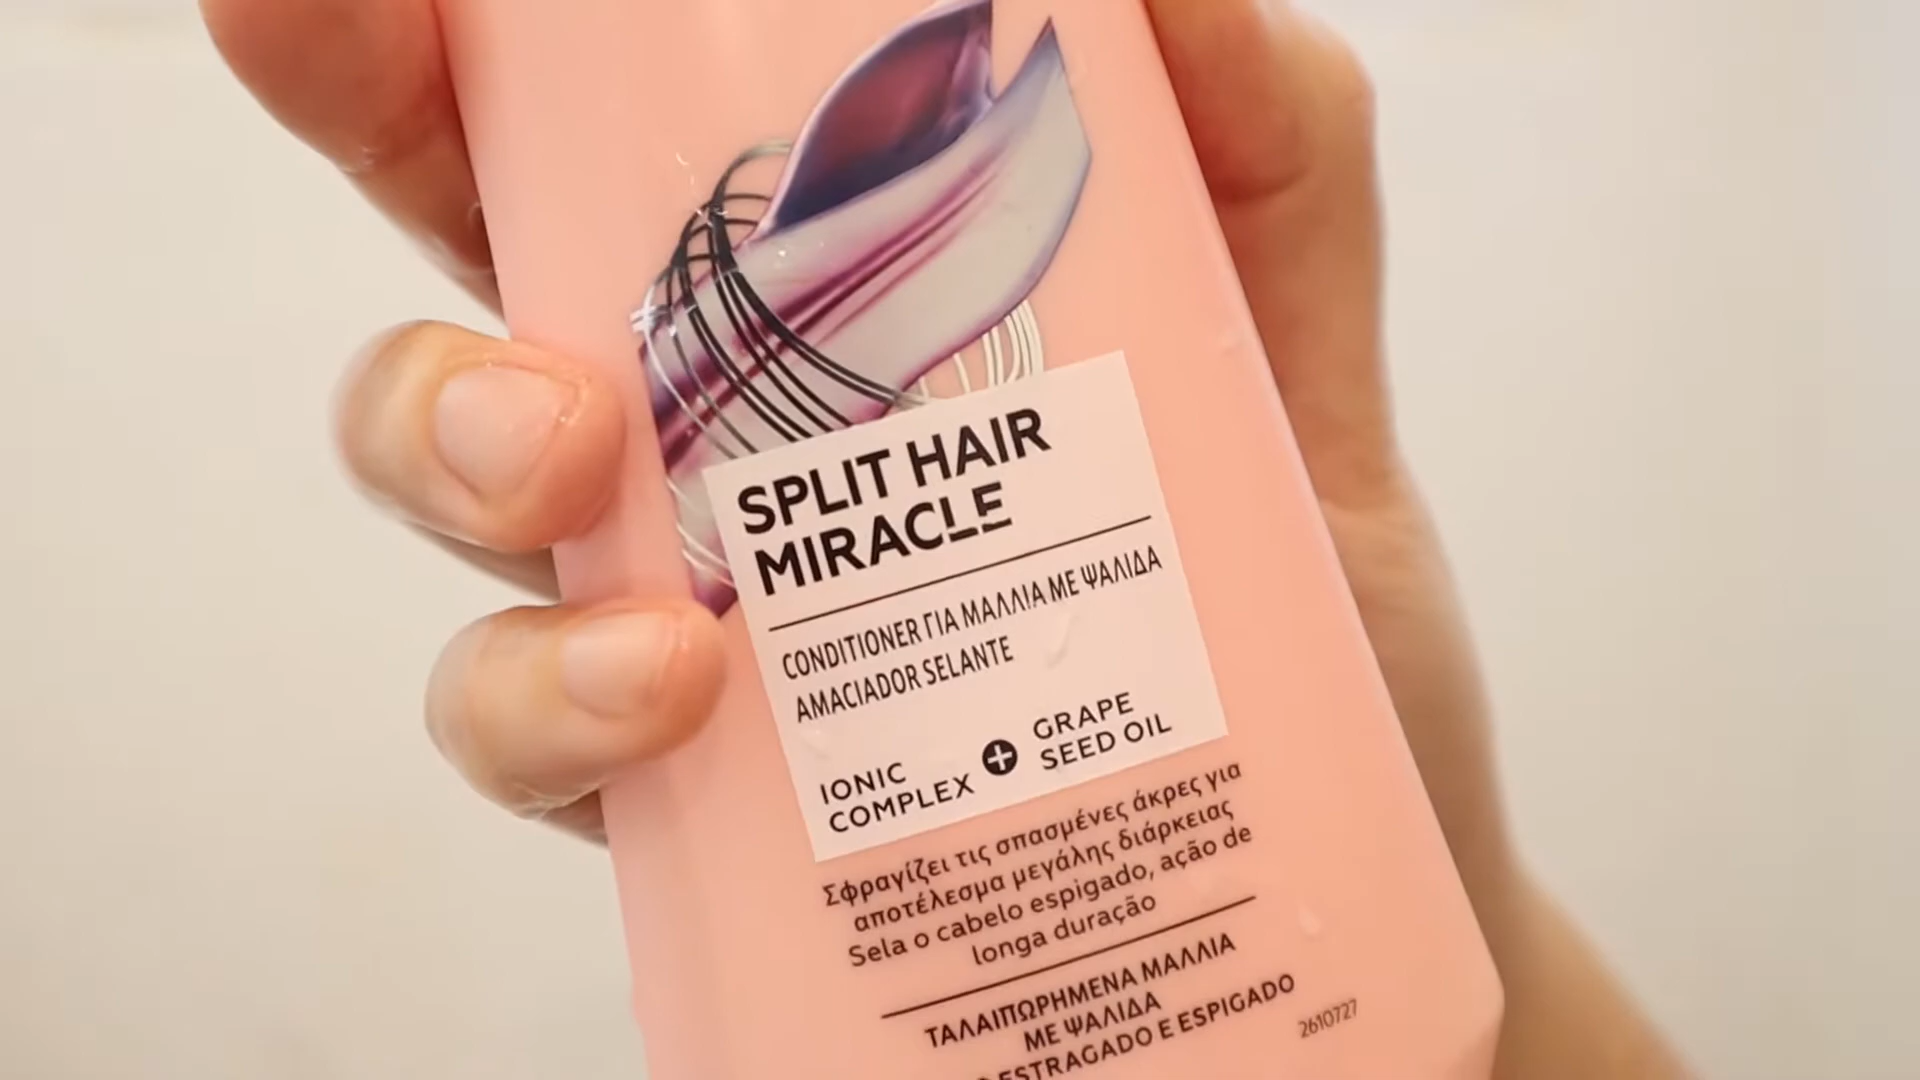 SPLIT HAIR
MIRACLE
CONDITIONER ΓΙΑ ΜΑΛΛΙΑ ΜΕ ΨΑΛΙΔΑ
AMACIADOR SELANTE
IONIC
COMPLEX
+
GRAPE
SEED OIL
Σφραγίζει τις σπασμένες άκρες για
αποτέλεσμα μεγάλης διάρκειας
Sela o cabelo espigado, ação de
longa duração
ΤΑΛΑΙΠΩΡΗΜΕΝΑ ΜΑΛΛΙΑ
ΜΕ ΨΑΛΙΔΑ
ESTRAGADO E ESPIGADO
2610727